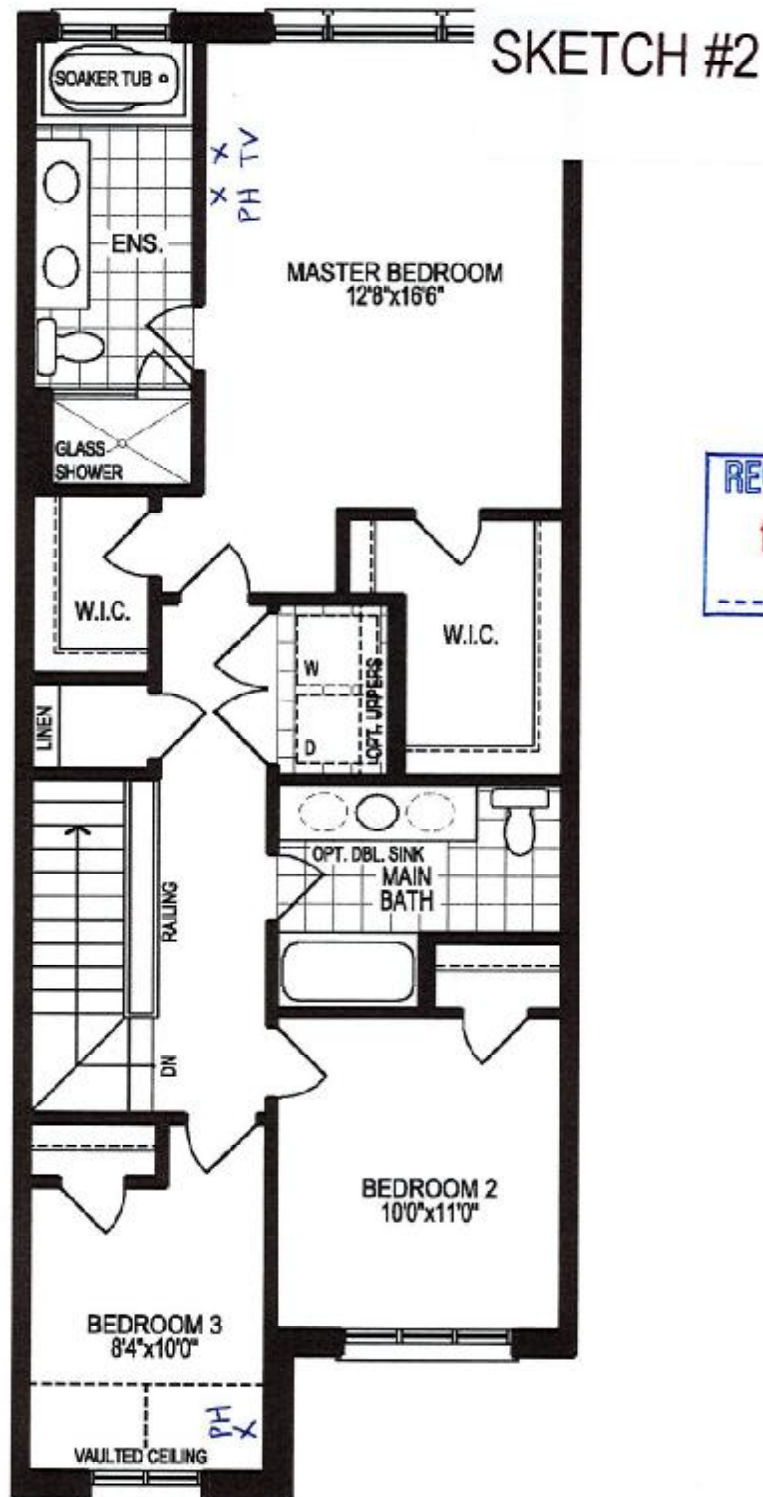 SKETCH #2
SOAKER TUB
X TV
X PH
ENS.
MASTER BEDROOM
12'8"x16'6"
GLASS
SHOWER
W.I.C.
W.I.C.
W
D
OPT. UPPERS
LINEN
OPT. DBL. SINK
MAIN
BATH
RAILING
DN
BEDROOM 2
10'0"x11'0"
BEDROOM 3
8'4"x10'0"
PH
X
VAULTED CEILING